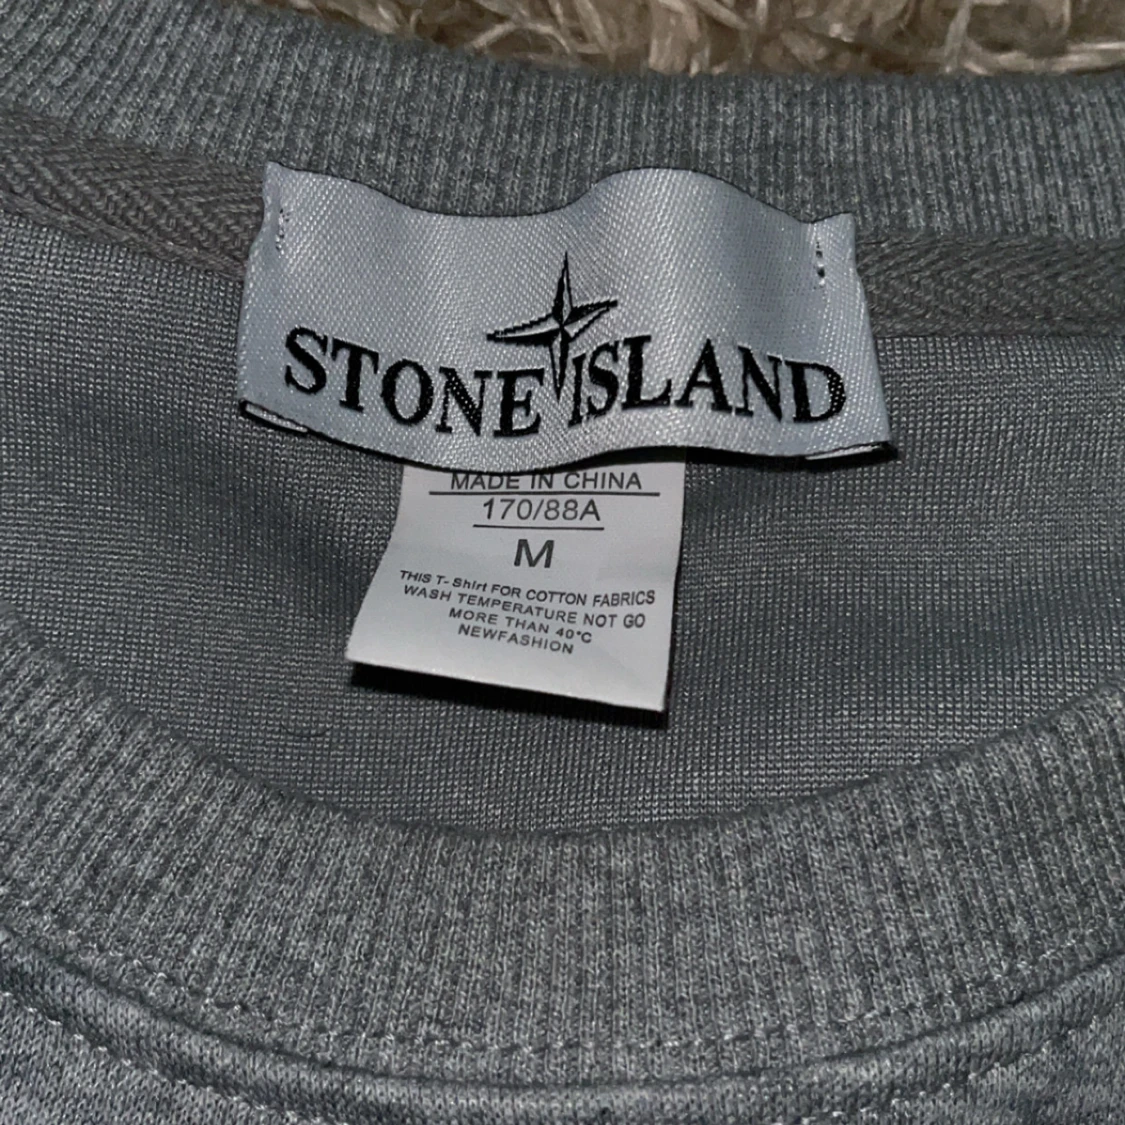 STONE ISLAND
MADE IN CHINA
170/88A
M
THIS T-Shirt FOR COTTON FABRICS
WASH TEMPERATURE NOT GO
MORE THAN 40°C
NEWFASHION